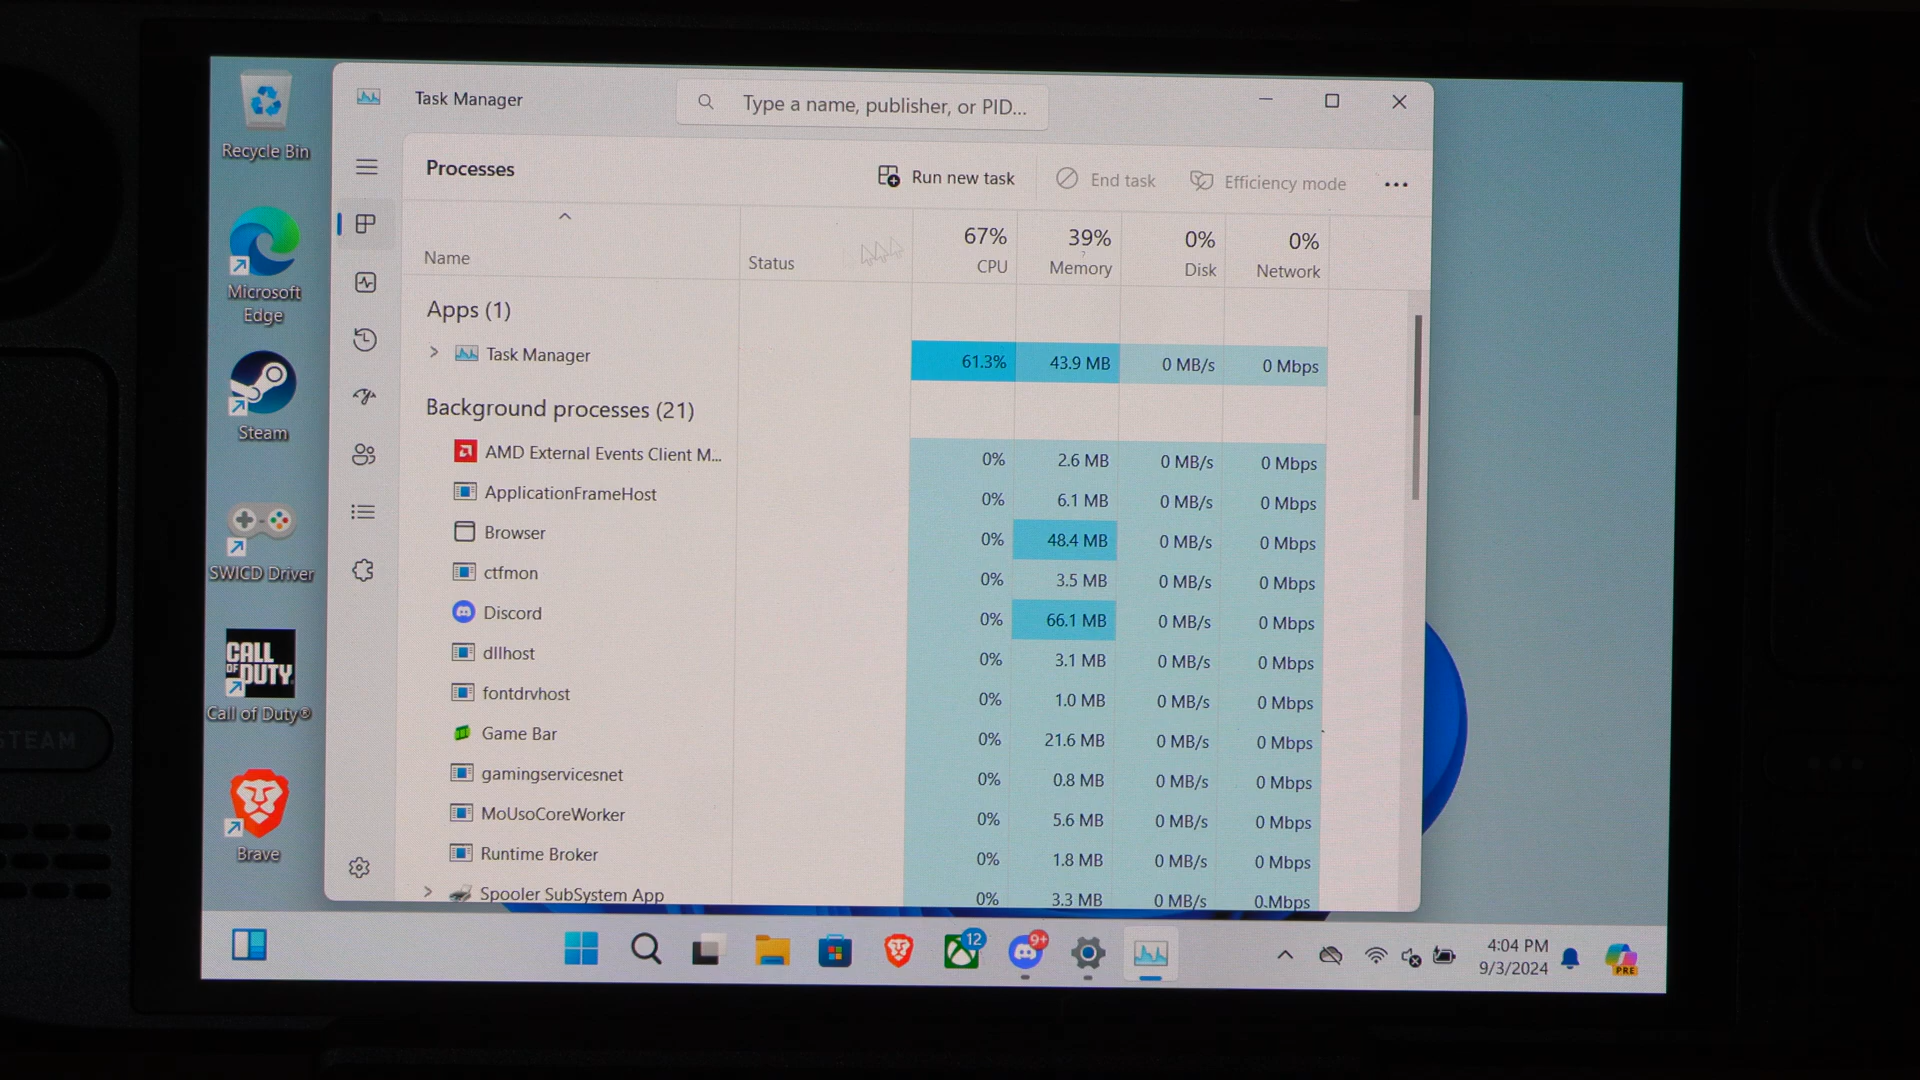 Recycle Bin
Microsoft
Edge
Steam
SWICD Driver
CALL
OF DUTY
Call of Duty®
Brave
Task Manager
Type a name, publisher, or PID...
Processes
Run new task
End task
Efficiency mode
Name
Status
67%
CPU
39%
Memory
0%
Disk
0%
Network
Apps (1)
Task Manager 61.3% 43.9 MB 0 MB/s 0 Mbps
Background processes (21)
AMD External Events Client M... 0% 2.6 MB 0 MB/s 0 Mbps
ApplicationFrameHost 0% 6.1 MB 0 MB/s 0 Mbps
Browser 0% 48.4 MB 0 MB/s 0 Mbps
ctfmon 0% 3.5 MB 0 MB/s 0 Mbps
Discord 0% 66.1 MB 0 MB/s 0 Mbps
dllhost 0% 3.1 MB 0 MB/s 0 Mbps
fontdrvhost 0% 1.0 MB 0 MB/s 0 Mbps
Game Bar 0% 21.6 MB 0 MB/s 0 Mbps
gamingservicesnet 0% 0.8 MB 0 MB/s 0 Mbps
MoUsoCoreWorker 0% 5.6 MB 0 MB/s 0 Mbps
Runtime Broker 0% 1.8 MB 0 MB/s 0 Mbps
Spooler SubSystem App 0% 3.3 MB 0 MB/s 0 Mbps
12
9+
4:04 PM
9/3/2024
PRE
STEAM